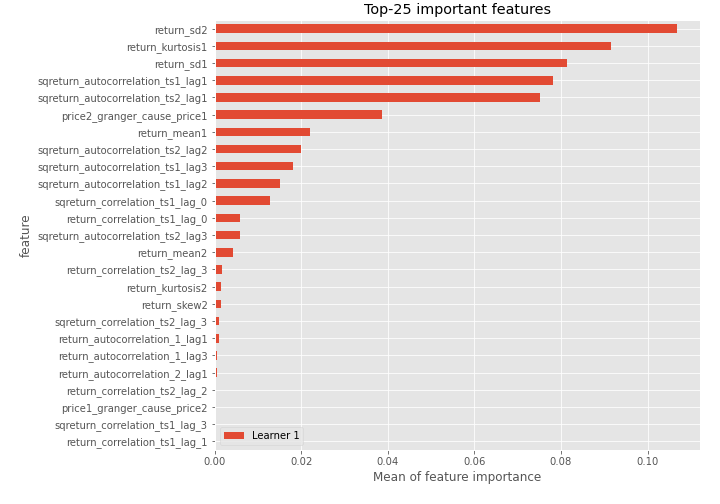 Top-25 important features
return_sd2
return_kurtosis1
return_sd1
sqreturn_autocorrelation_ts1_lag1
sqreturn_autocorrelation_ts2_lag1
price2_granger_cause_price1
return_mean1
sqreturn_autocorrelation_ts2_lag2
sqreturn_autocorrelation_ts1_lag3
sqreturn_autocorrelation_ts1_lag2
sqreturn_correlation_ts1_lag_0
return_correlation_ts1_lag_0
sqreturn_autocorrelation_ts2_lag3
return_mean2
return_correlation_ts2_lag_3
return_kurtosis2
return_skew2
sqreturn_correlation_ts2_lag_3
return_autocorrelation_1_lag1
return_autocorrelation_1_lag3
return_autocorrelation_2_lag1
return_correlation_ts2_lag_2
price1_granger_cause_price2
sqreturn_correlation_ts1_lag_3
return_correlation_ts1_lag_1
feature
Learner 1
0.00 0.02 0.04 0.06 0.08 0.10
Mean of feature importance